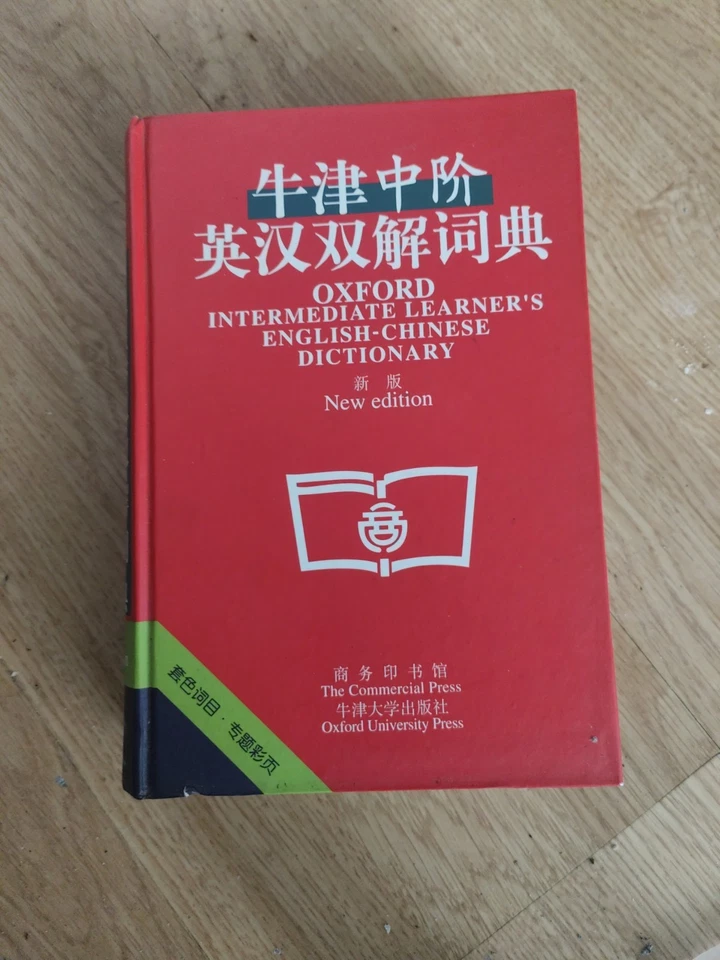 牛津中阶
英汉双解词典
OXFORD
INTERMEDIATE LEARNER'S
ENGLISH-CHINESE
DICTIONARY
新版
New edition
商务印书馆
The Commercial Press
牛津大学出版社
Oxford University Press
套色词目·专题彩页